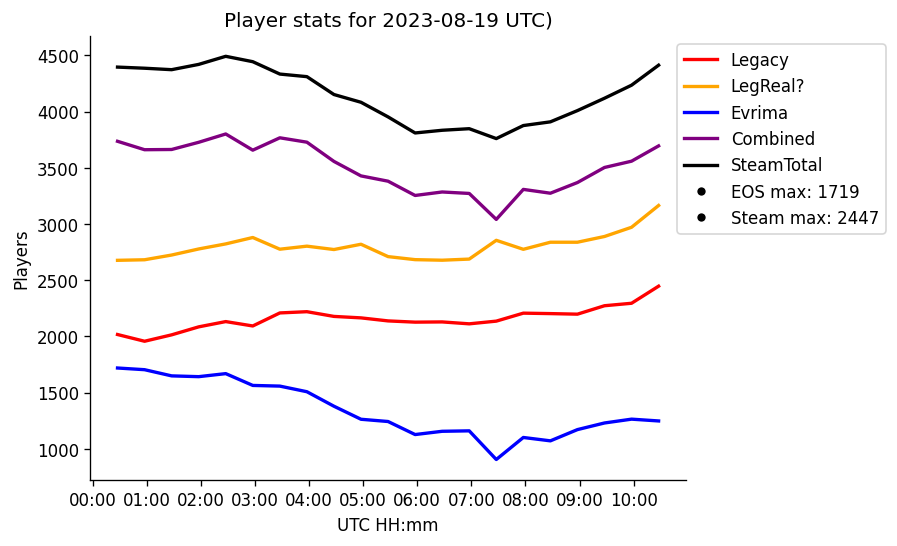 Player stats for 2023-08-19 UTC)
Players
4500
4000
3500
3000
2500
2000
1500
1000
00:00 01:00 02:00 03:00 04:00 05:00 06:00 07:00 08:00 09:00 10:00
UTC HH:mm
Legacy
LegReal?
Evrima
Combined
SteamTotal
EOS max: 1719
Steam max: 2447